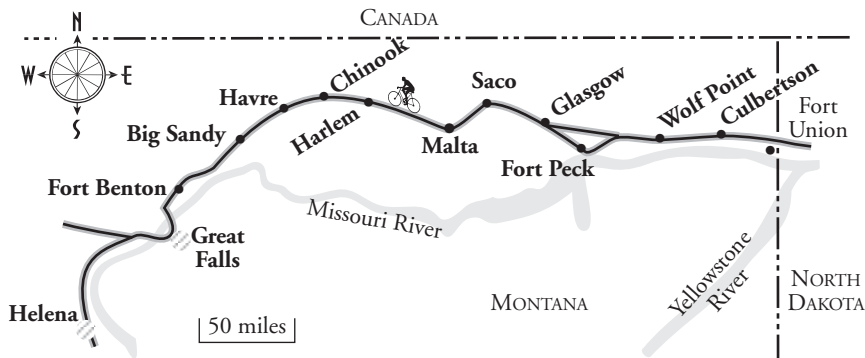 CANADA
N
W E
S
Chinook
Saco
Glasgow
Wolf Point
Culbertson
Fort
Union
Havre
Harlem
Big Sandy
Malta
Fort Peck
Fort Benton
Missouri River
Great
Falls
Yellowstone
River
Helena
50 miles
MONTANA
NORTH
DAKOTA